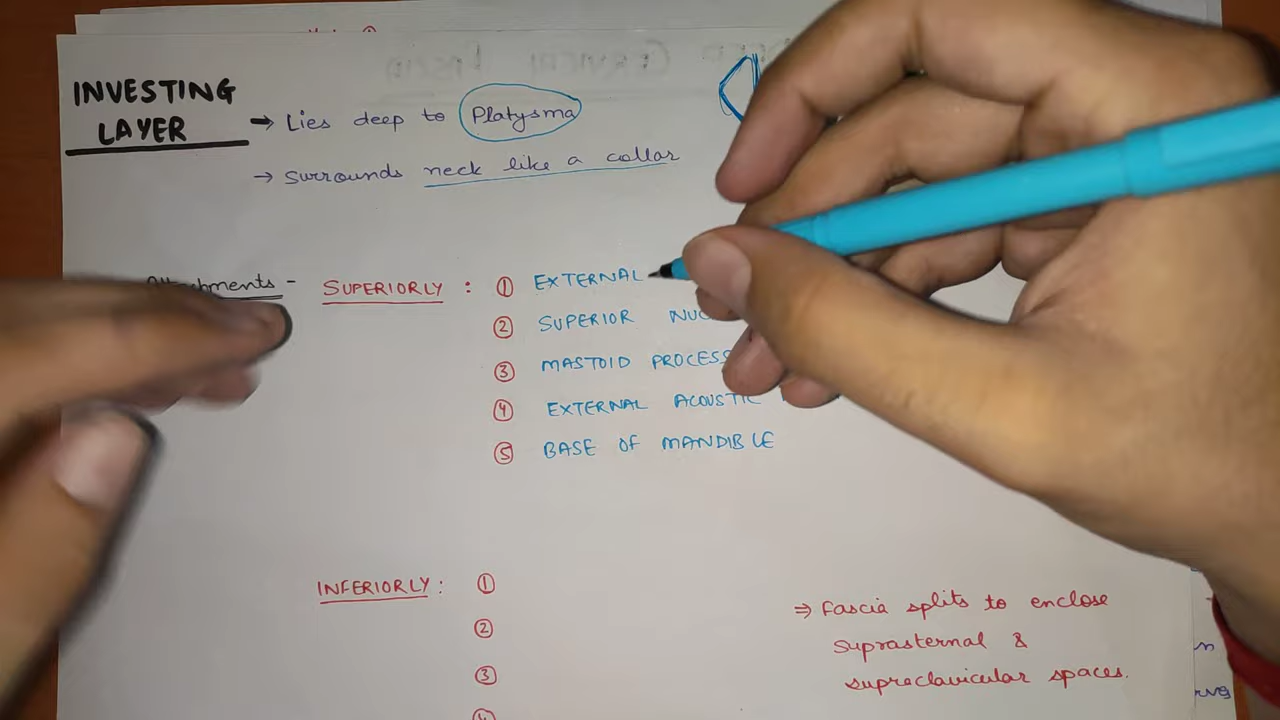 INVESTING LAYER
→ Lies deep to Platysma
→ Surrounds neck like a collar
- SUPERIORLY : ① EXTERNAL
② SUPERIOR
③ MASTOID PROCESS
④ EXTERNAL ACOUSTIC
⑤ BASE OF MANDIBLE
INFERIORLY : ①
②
③
④
⇒ Fascia splits to enclose
suprasternal &
supraclavicular spaces.